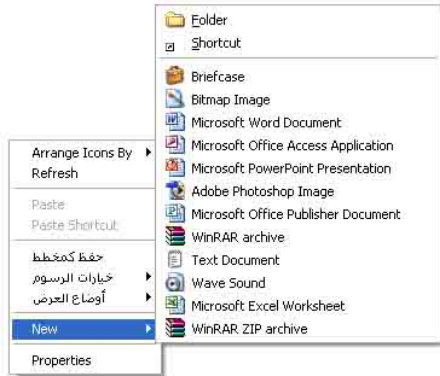 Folder
Shortcut
Briefcase
Bitmap Image
Microsoft Word Document
Microsoft Office Access Application
Microsoft PowerPoint Presentation
Adobe Photoshop Image
Microsoft Office Publisher Document
WinRAR archive
Text Document
Wave Sound
Microsoft Excel Worksheet
WinRAR ZIP archive
Arrange Icons By
Refresh
Paste
Paste Shortcut
حفظ كمخطط
خيارات الرسوم
أوضاع العرض
New
Properties